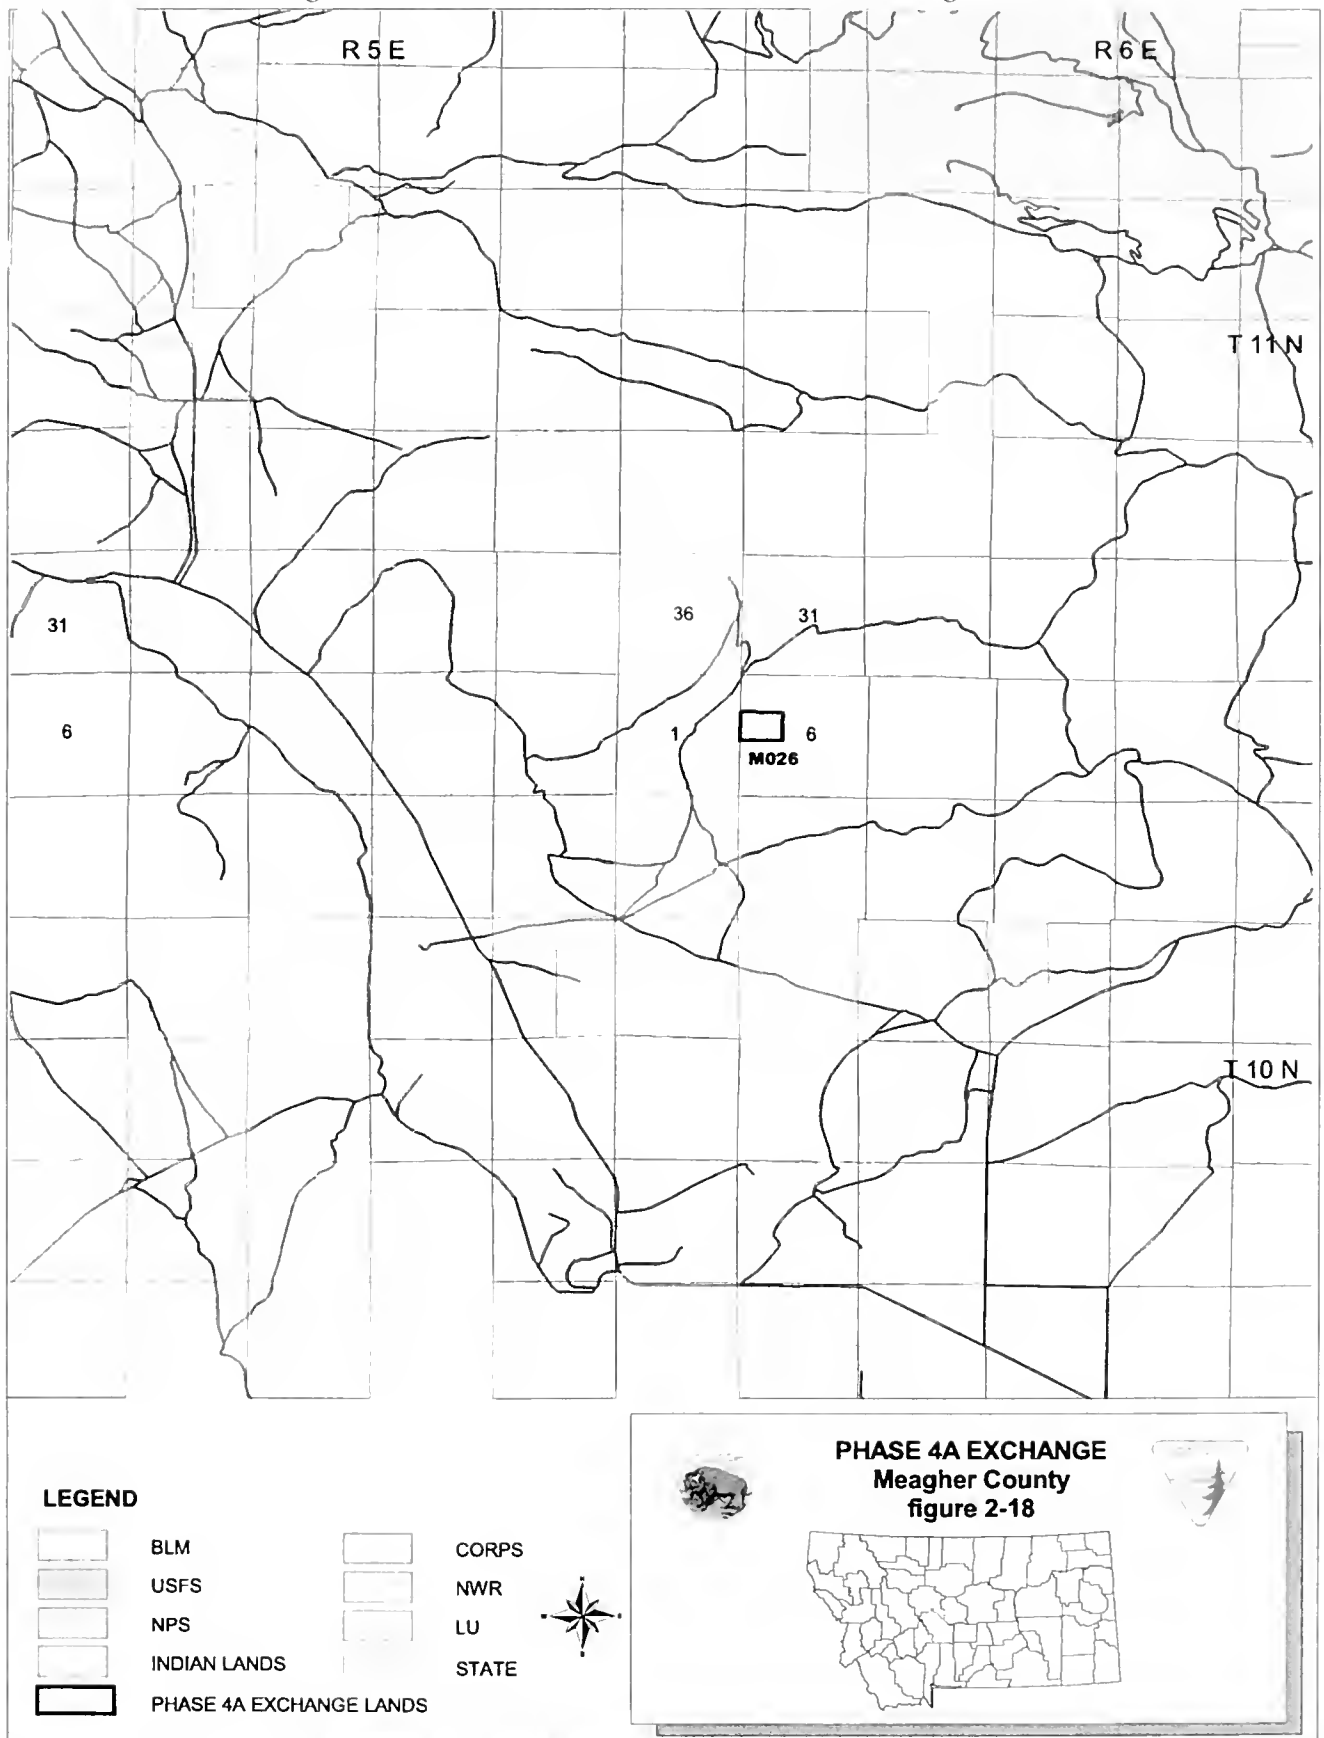 R 5 E
R 6 E
T 11 N
36
31
31
6
1
6
M026
T 10 N
PHASE 4A EXCHANGE
Meagher County
figure 2-18
LEGEND
BLM
CORPS
USFS
NWR
NPS
LU
INDIAN LANDS
STATE
PHASE 4A EXCHANGE LANDS